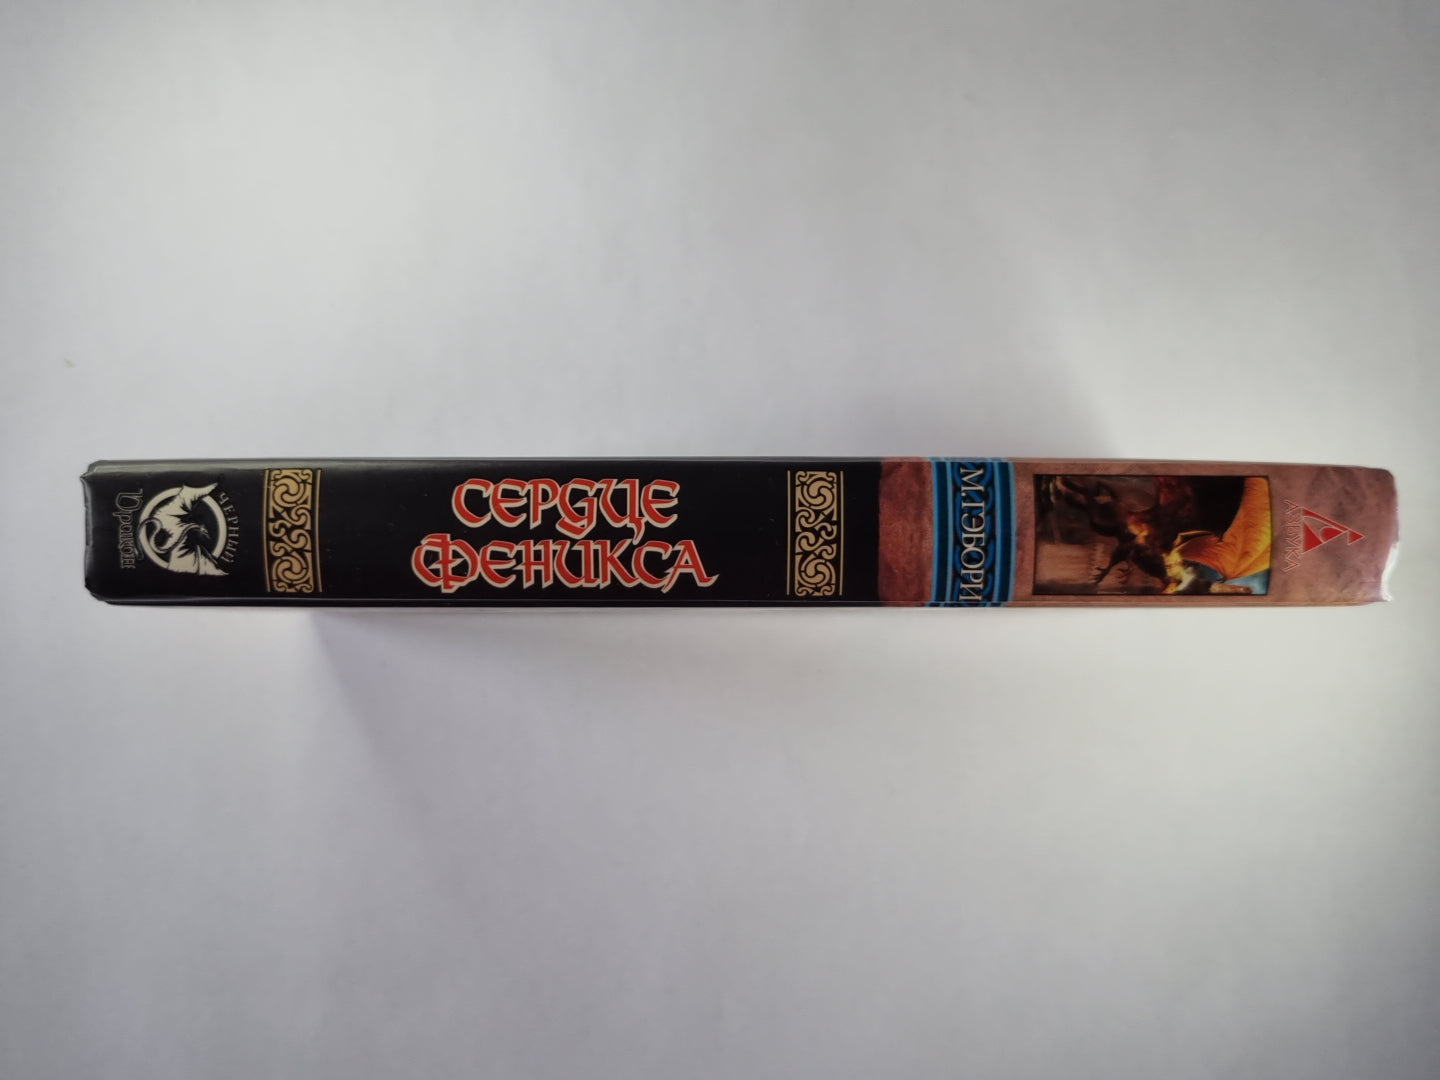 ЧЕРНЫЙ
Дракон
СЕРДЦЕ
ФЕНИКСА
М.ГЭБОРИ
АЗБУКА